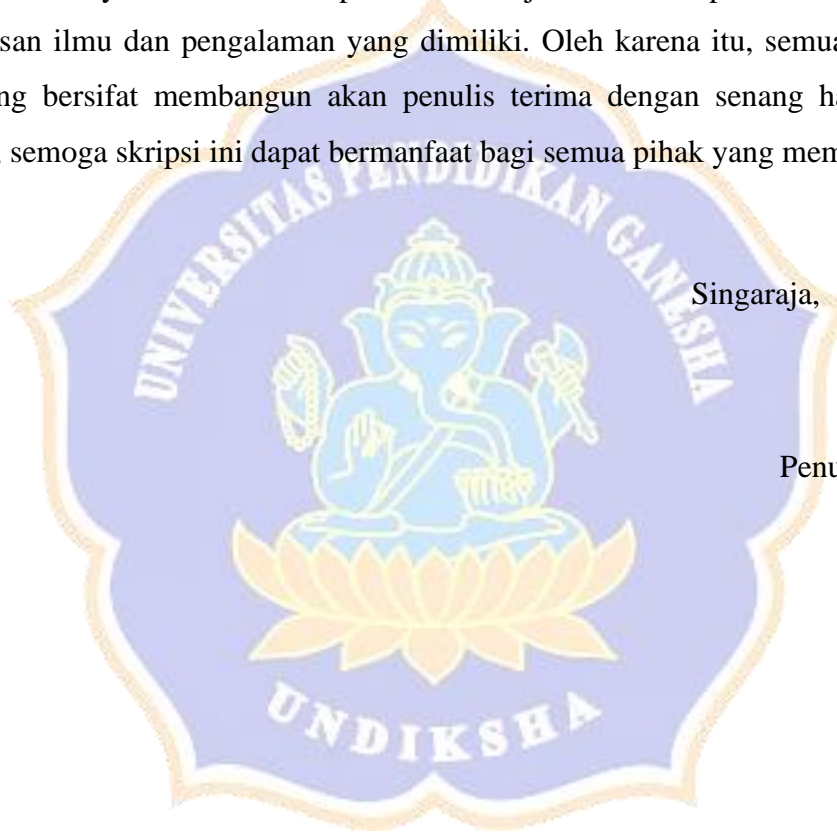 san ilmu dan pengalaman yang dimiliki. Oleh karena itu, semua
ng bersifat membangun akan penulis terima dengan senang ha
, semoga skripsi ini dapat bermanfaat bagi semua pihak yang mem
UNIVERSITAS PENDIDIKAN GANESHA
Singaraja,
Penu
UNDIKSHA